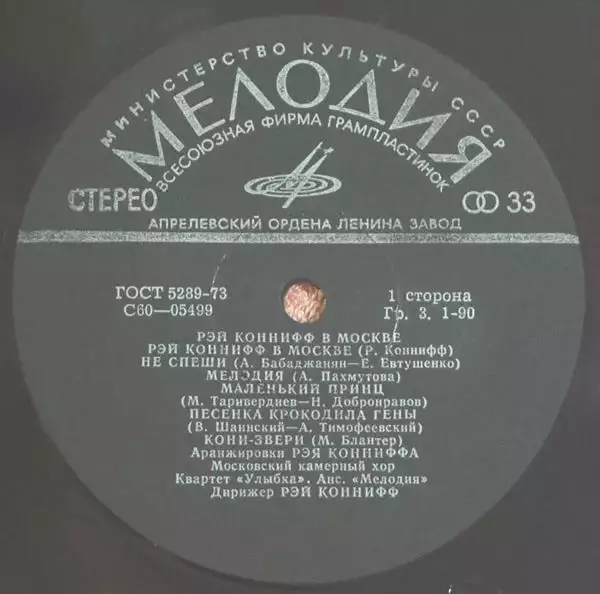 МИНИСТЕРСТВО КУЛЬТУРЫ СССР
МЕЛОДИЯ
ВСЕСОЮЗНАЯ ФИРМА ГРАМПЛАСТИНОК
СТЕРЕО 33
АПРЕЛЕВСКИЙ ОРДЕНА ЛЕНИНА ЗАВОД
ГОСТ 5289-73 1 сторона
С60—05499 Гр. 3. 1-90
РЭЙ КОННИФФ В МОСКВЕ
РЭЙ КОННИФФ В МОСКВЕ (Р. Коннифф)
НЕ СПЕШИ (А. Бабаджанян—Е. Евтушенко)
МЕЛОДИЯ (А. Пахмутова)
МАЛЕНЬКИЙ ПРИНЦ
(М. Таривердиев—Н. Добронравов)
ПЕСЕНКА КРОКОДИЛА ГЕНЫ
(В. Шаинский—А. Тимофеевский)
КОНИ-ЗВЕРИ (М. Блантер)
Аранжировки РЭЯ КОННИФФА
Московский камерный хор
Квартет «Улыбка». Анс. «Мелодия»
Дирижер РЭЙ КОННИФФ